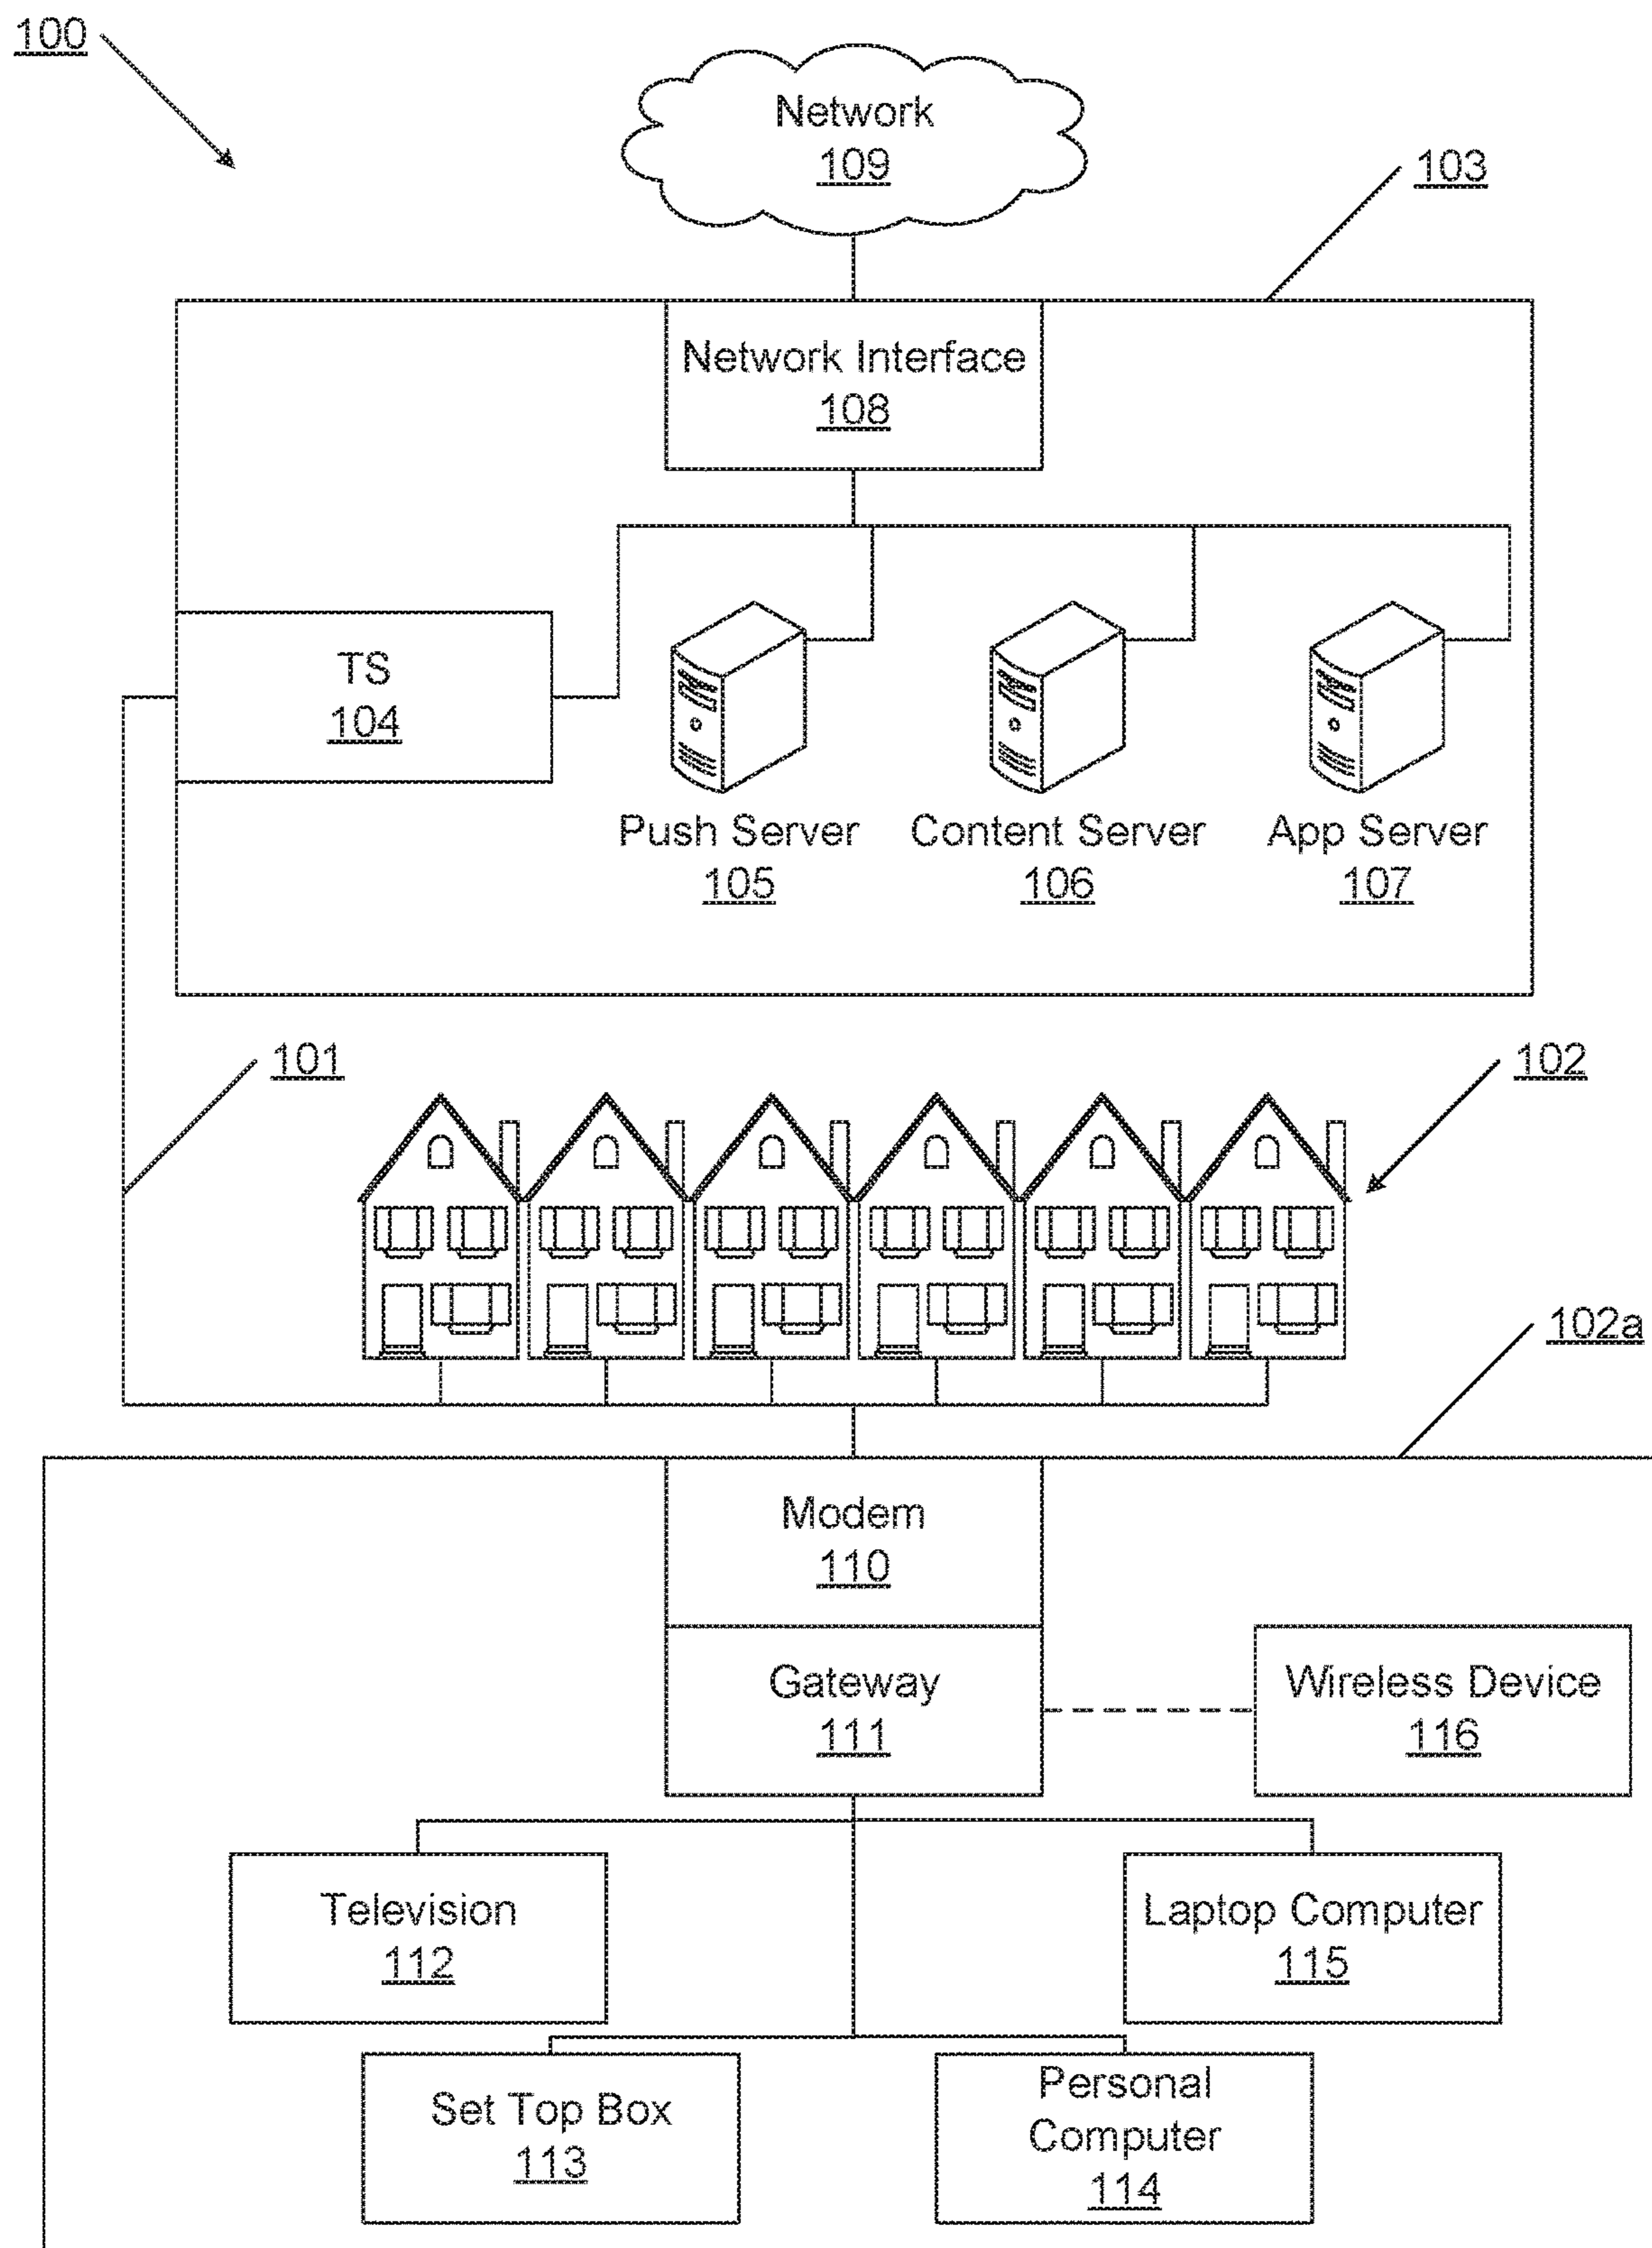 100
Network
109
103
Network Interface
108
TS
104
Push Server
105
Content Server
106
App Server
107
101
102
102a
Modem
110
Gateway
111
Wireless Device
116
Television
112
Laptop Computer
115
Set Top Box
113
Personal
Computer
114